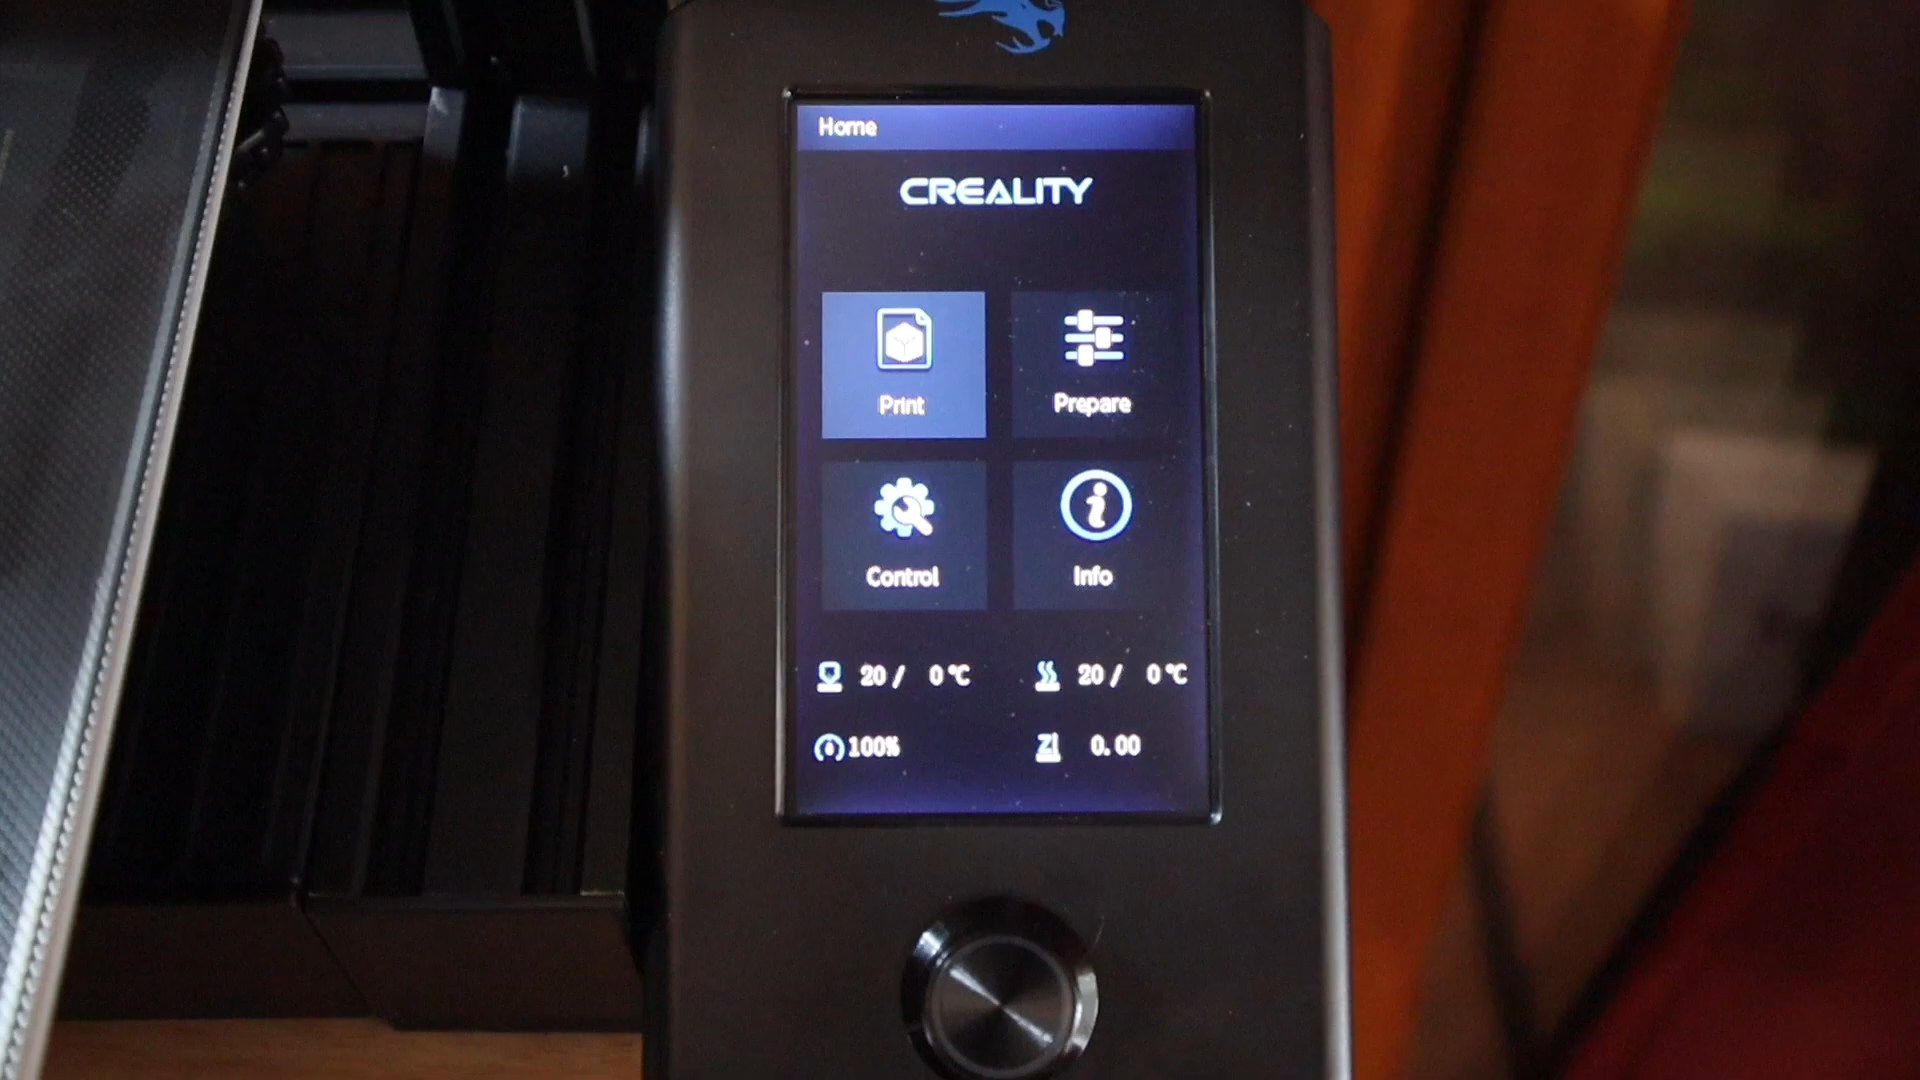 Home
CREALITY
Print
Prepare
Control
Info
20 / 0 ℃
20 / 0 ℃
100%
Z 0.00